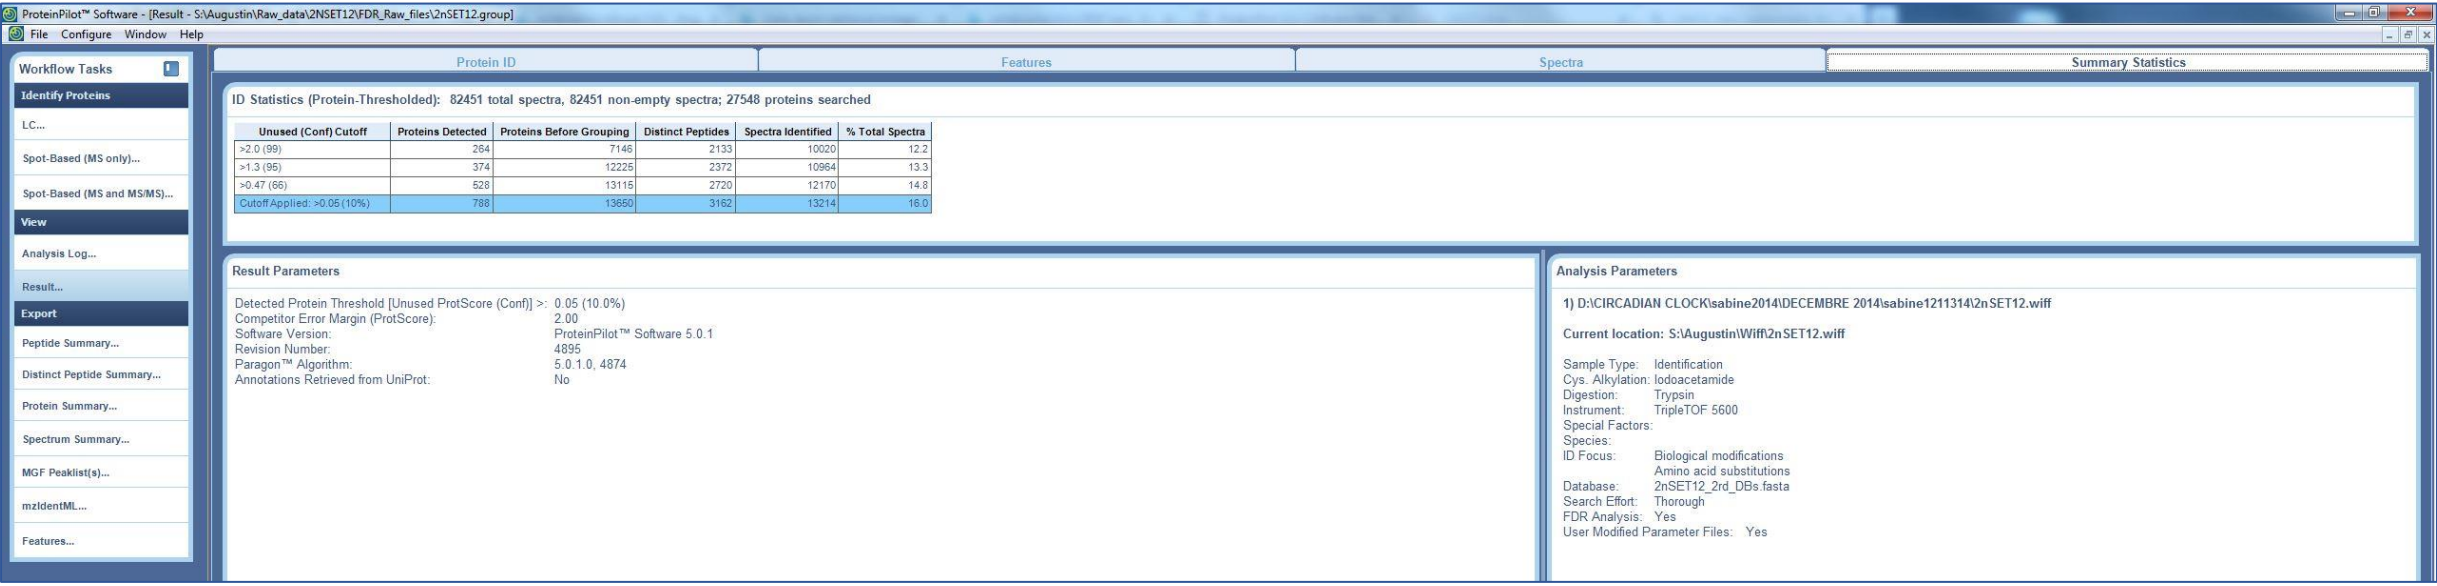 ProteinPilot™ Software - [Result - S:\Augustin\Raw_data\2NSET12\FDR_Raw_files\2nSET12.group]
File Configure Window Help
Workflow Tasks
Identify Proteins
LC...
Spot-Based (MS only)...
Spot-Based (MS and MS/MS)...
View
Analysis Log...
Result...
Export
Peptide Summary...
Distinct Peptide Summary...
Protein Summary...
Spectrum Summary...
MGF Peaklist(s)...
mzIdentML...
Features...
Protein ID Features Spectra Summary Statistics
ID Statistics (Protein-Thresholded): 82451 total spectra, 82451 non-empty spectra; 27548 proteins searched
Unused (Conf) Cutoff Proteins Detected Proteins Before Grouping Distinct Peptides Spectra Identified % Total Spectra
>2.0 (99) 264 7146 2133 10020 12.2
>1.3 (95) 374 12225 2372 10964 13.3
>0.47 (66) 528 13115 2720 12170 14.8
Cutoff Applied: >0.05 (10%) 788 13650 3162 13214 16.0
Result Parameters
Detected Protein Threshold [Unused ProtScore (Conf)] >: 0.05 (10.0%)
Competitor Error Margin (ProtScore): 2.00
Software Version: ProteinPilot™ Software 5.0.1
Revision Number: 4895
Paragon™ Algorithm: 5.0.1.0, 4874
Annotations Retrieved from UniProt: No
Analysis Parameters
1) D:\CIRCADIAN CLOCK\sabine2014\DECEMBRE 2014\sabine1211314\2nSET12.wiff
Current location: S:\Augustin\Wiff\2nSET12.wiff
Sample Type: Identification
Cys. Alkylation: Iodoacetamide
Digestion: Trypsin
Instrument: TripleTOF 5600
Special Factors:
Species:
ID Focus: Biological modifications
Amino acid substitutions
Database: 2nSET12_2rd_DBs.fasta
Search Effort: Thorough
FDR Analysis: Yes
User Modified Parameter Files: Yes